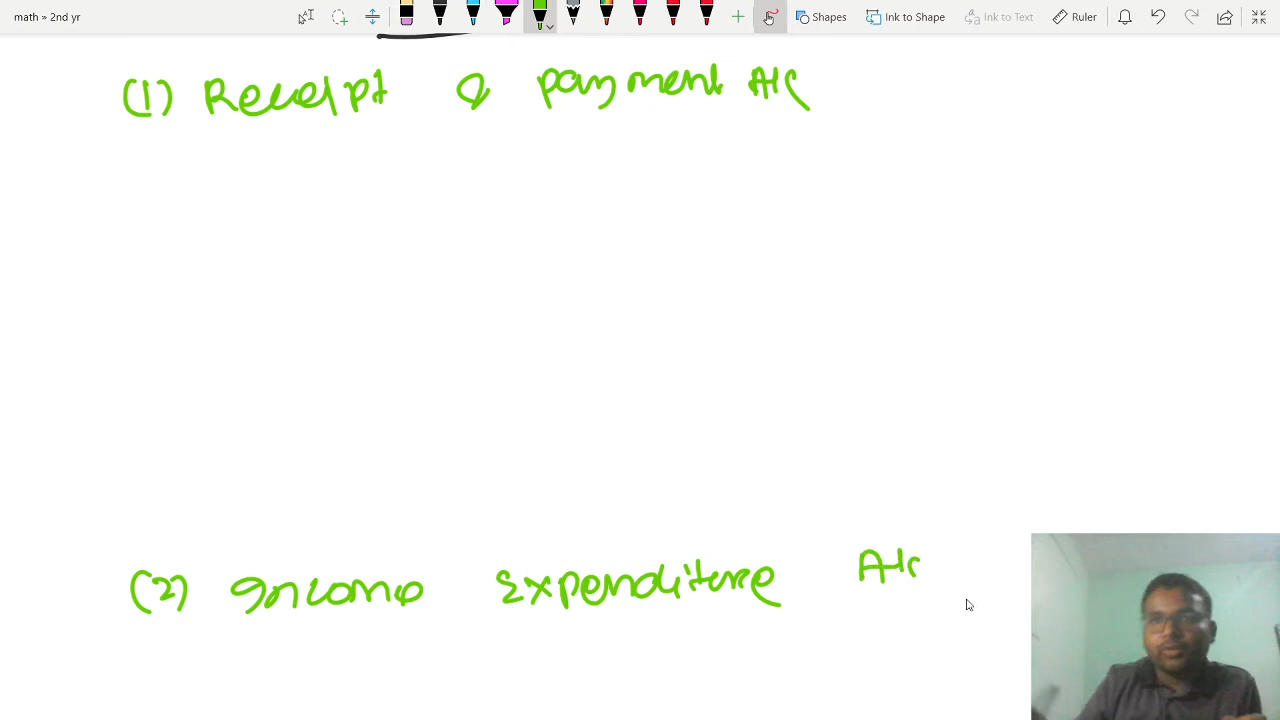 math » 2nd yr
Shapes Ink to Shape Ink to Text Ruler
(1) Receipt & payment A/C
(2) Income Expenditure A/c